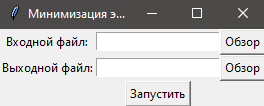 Минимизация э...
Входной файл: Обзор
Выходной файл: Обзор
Запустить